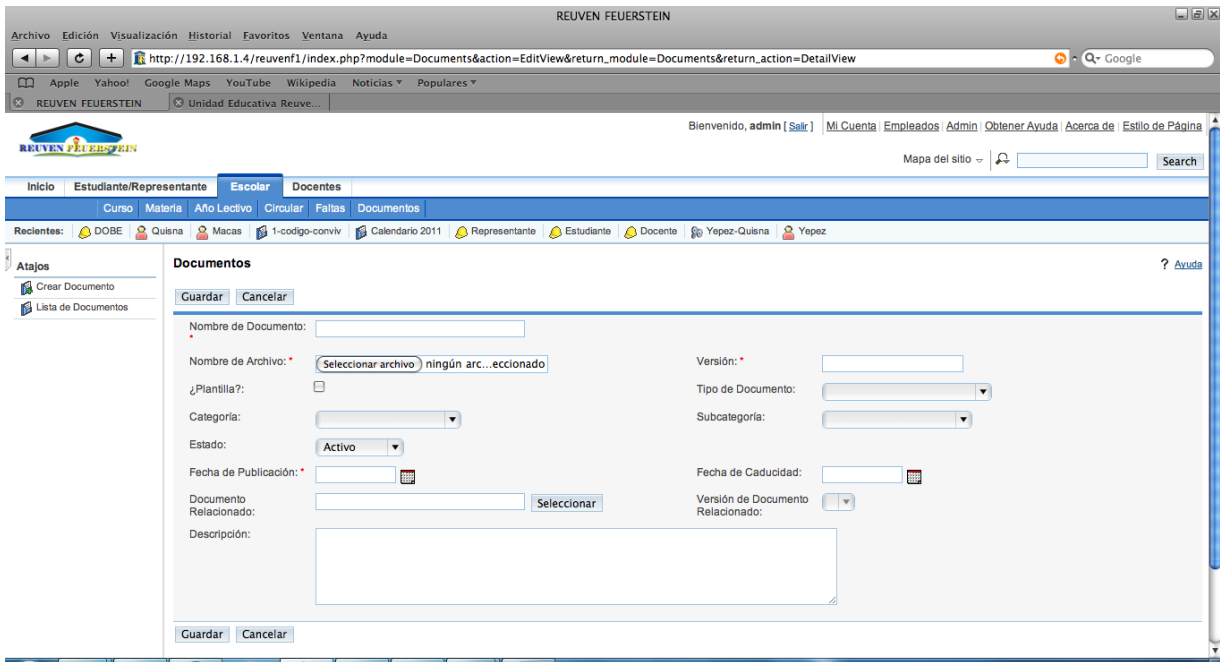 REUVEN FEUERSTEIN
Archivo Edición Visualización Historial Favoritos Ventana Ayuda
http://192.168.1.4/reuvenf1/index.php?module=Documents&action=EditView&return_module=Documents&return_action=DetailView Google
Apple Yahoo! Google Maps YouTube Wikipedia Noticias Populares
REUVEN FEUERSTEIN Unidad Educativa Reuve...
REUVEN FEUERSTEIN
Bienvenido, admin [ Salir ] Mi Cuenta | Empleados | Admin | Obtener Ayuda | Acerca de | Estilo de Página
Mapa del sitio Search
Inicio Estudiante/Representante Escolar Docentes
Curso Materia Año Lectivo Circular Faltas Documentos
Recientes: DOBE Quisna Macas 1-codigo-conviv Calendario 2011 Representante Estudiante Docente Yepez-Quisna Yepez
Atajos
Crear Documento
Lista de Documentos
Documentos ? Ayuda
Guardar Cancelar
Nombre de Documento: *
Nombre de Archivo: * Seleccionar archivo ningún arc...eccionado Versión: *
¿Plantilla?: Tipo de Documento:
Categoría: Subcategoría:
Estado: Activo
Fecha de Publicación: * Fecha de Caducidad:
Documento Relacionado: Seleccionar Versión de Documento Relacionado:
Descripción:
Guardar Cancelar